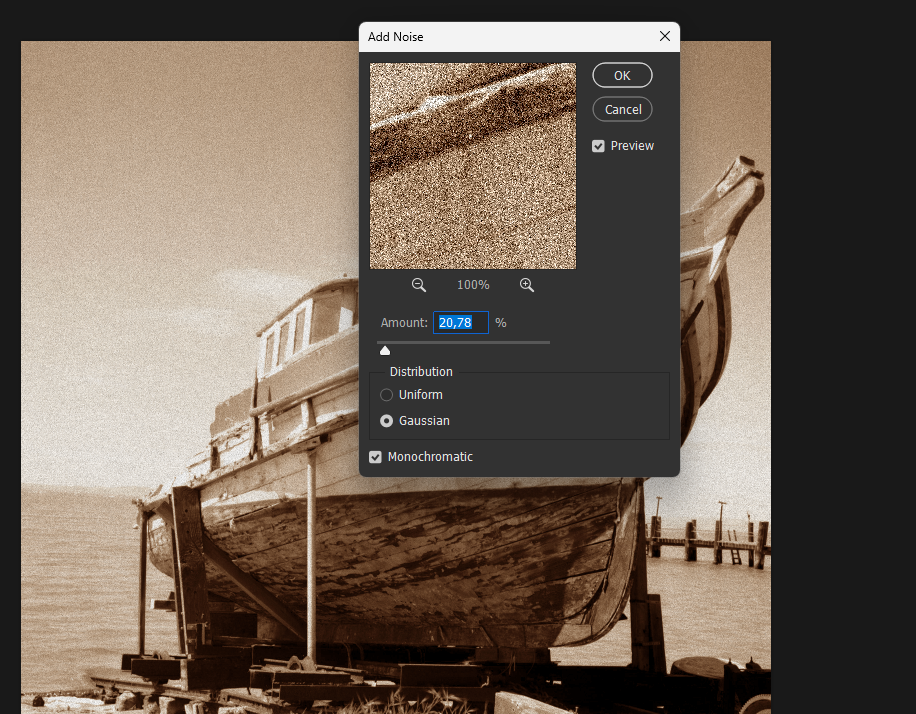 Add Noise
OK
Cancel
Preview
100%
Amount: 20,78 %
Distribution
Uniform
Gaussian
Monochromatic